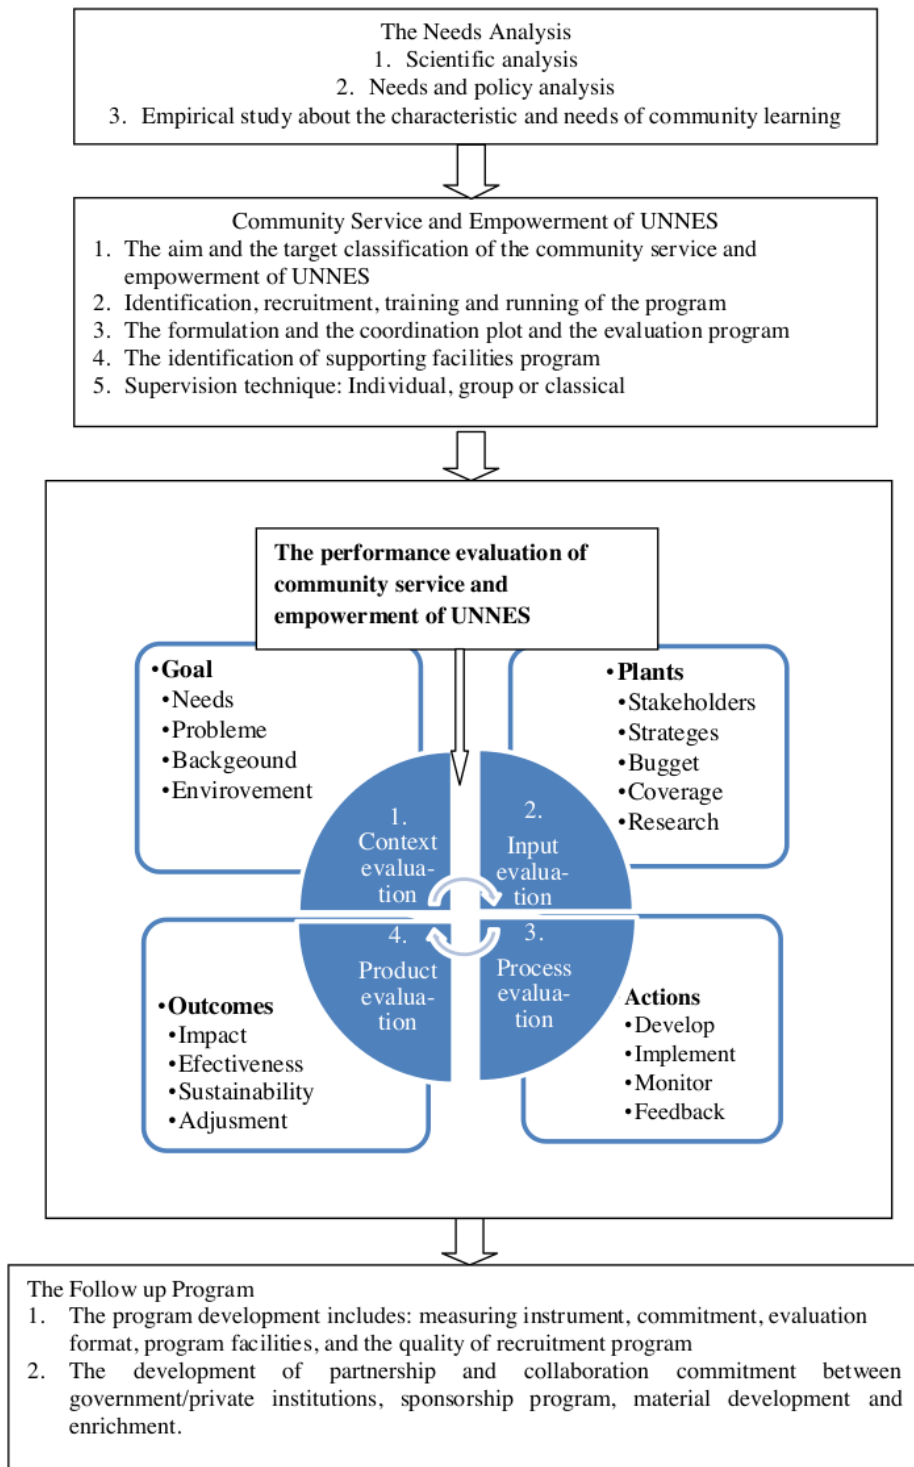 The Needs Analysis
1. Scientific analysis
2. Needs and policy analysis
3. Empirical study about the characteristic and needs of community learning
Community Service and Empowerment of UNNES
1. The aim and the target classification of the community service and
empowerment of UNNES
2. Identification, recruitment, training and running of the program
3. The formulation and the coordination plot and the evaluation program
4. The identification of supporting facilities program
5. Supervision technique: Individual, group or classical
The performance evaluation of
community service and
empowerment of UNNES
•Goal
•Needs
•Probleme
•Backgeound
•Envirovement
•Plants
•Stakeholders
•Strateges
•Bugget
•Coverage
•Research
1.
Context
evalua-
tion
2.
Input
evalua-
tion
4.
Product
evalua-
tion
3.
Process
evalua-
tion
•Outcomes
•Impact
•Efectiveness
•Sustainability
•Adjusment
Actions
•Develop
•Implement
•Monitor
•Feedback
The Follow up Program
1. The program development includes: measuring instrument, commitment, evaluation
format, program facilities, and the quality of recruitment program
2. The development of partnership and collaboration commitment between
government/private institutions, sponsorship program, material development and
enrichment.